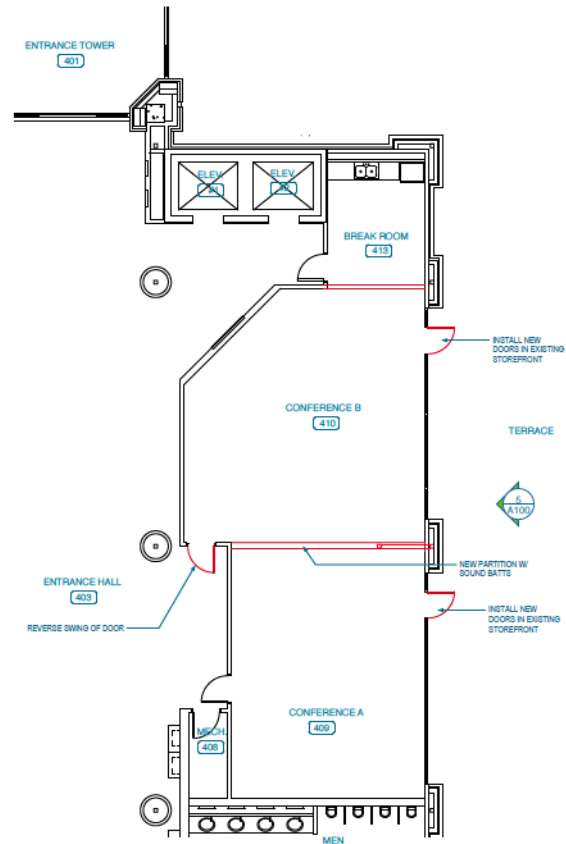 ENTRANCE TOWER
401
ELEV.
ELEV.
BREAK ROOM
413
INSTALL NEW
DOORS IN EXISTING
STOREFRONT
CONFERENCE B
410
TERRACE
5
A100
NEW PARTITION W/
SOUND BATTS
ENTRANCE HALL
403
REVERSE SWING OF DOOR
INSTALL NEW
DOORS IN EXISTING
STOREFRONT
CONFERENCE A
409
MECH.
408
MEN